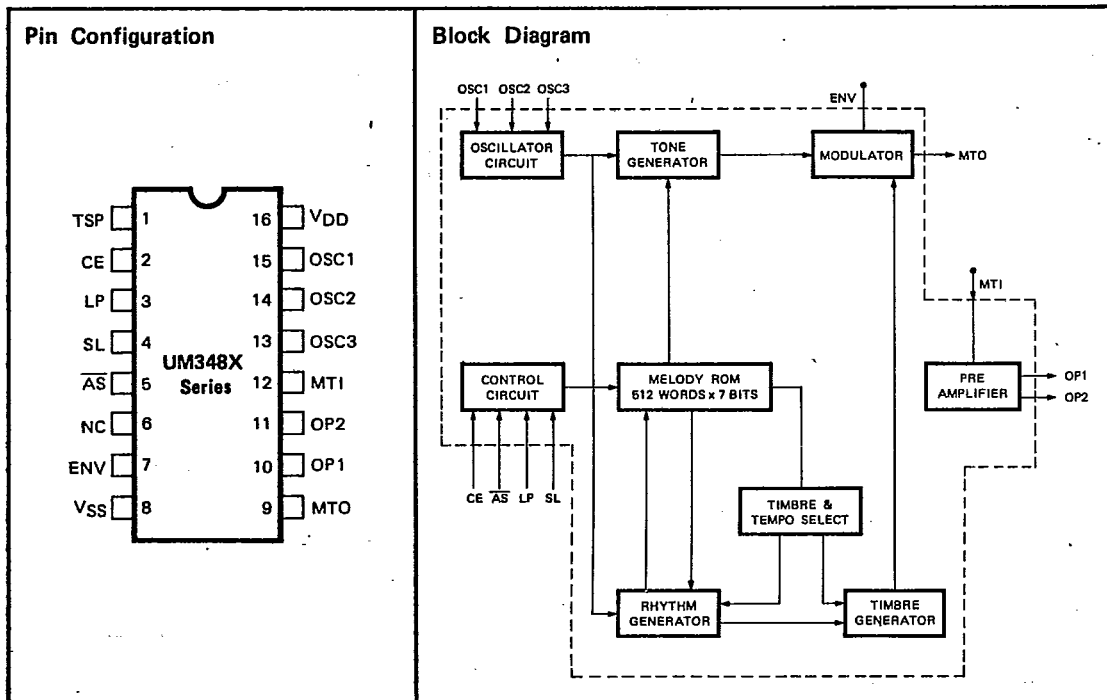 Pin Configuration
TSP 1
CE 2
LP 3
SL 4
A̅S̅ 5
NC 6
ENV 7
VSS 8
UM348X
Series
16 VDD
15 OSC1
14 OSC2
13 OSC3
12 MTI
11 OP2
10 OP1
9 MTO
Block Diagram
OSC1 OSC2 OSC3
ENV
OSCILLATOR
CIRCUIT
TONE
GENERATOR
MODULATOR
MTO
MTI
CONTROL
CIRCUIT
MELODY ROM
512 WORDS x 7 BITS
PRE
AMPLIFIER
OP1
OP2
CE A̅S̅ LP SL
TIMBRE &
TEMPO SELECT
RHYTHM
GENERATOR
TIMBRE
GENERATOR